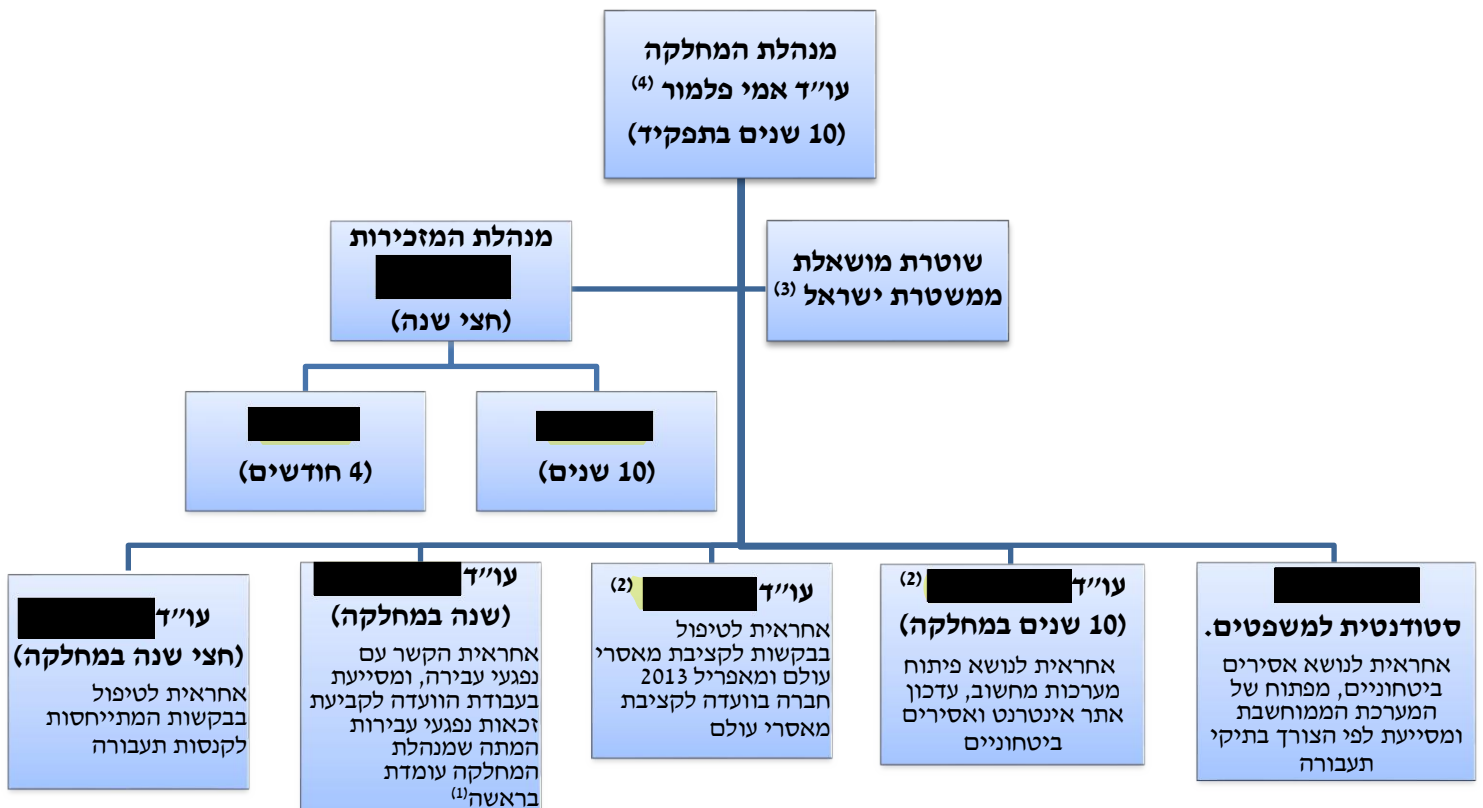 מנהלת המחלקה
עו"ד אמי פלמור (4)
(10 שנים בתפקיד)
מנהלת המזכירות
(חצי שנה)
שוטרת מושאלת
ממשטרת ישראל (3)
(10 שנים)
(4 חודשים)
סטודנטית למשפטים.
אחראית לנושא אסירים
ביטחוניים, מפתוח של
המערכת הממוחשבת
ומסייעת לפי הצורך בתיקי
תעבורה
עו"ד (2)
(10 שנים במחלקה)
אחראית לנושא פיתוח
מערכות מחשוב, עדכון
אתר אינטרנט ואסירים
ביטחוניים
עו"ד (2)
אחראית לטיפול
בבקשות לקציבת מאסרי
עולם ומאפריל 2013
חברה בוועדה לקציבת
מאסרי עולם
עו"ד
(שנה במחלקה)
אחראית הקשר עם
נפגעי עבירה, ומסייעת
בעבודת הוועדה לקביעת
זכאות נפגעי עבירות
המתה שמנהלת
המחלקה עומדת
בראשה(1)
עו"ד
(חצי שנה במחלקה)
אחראית לטיפול
בבקשות המתייחסות
לקנסות תעבורה